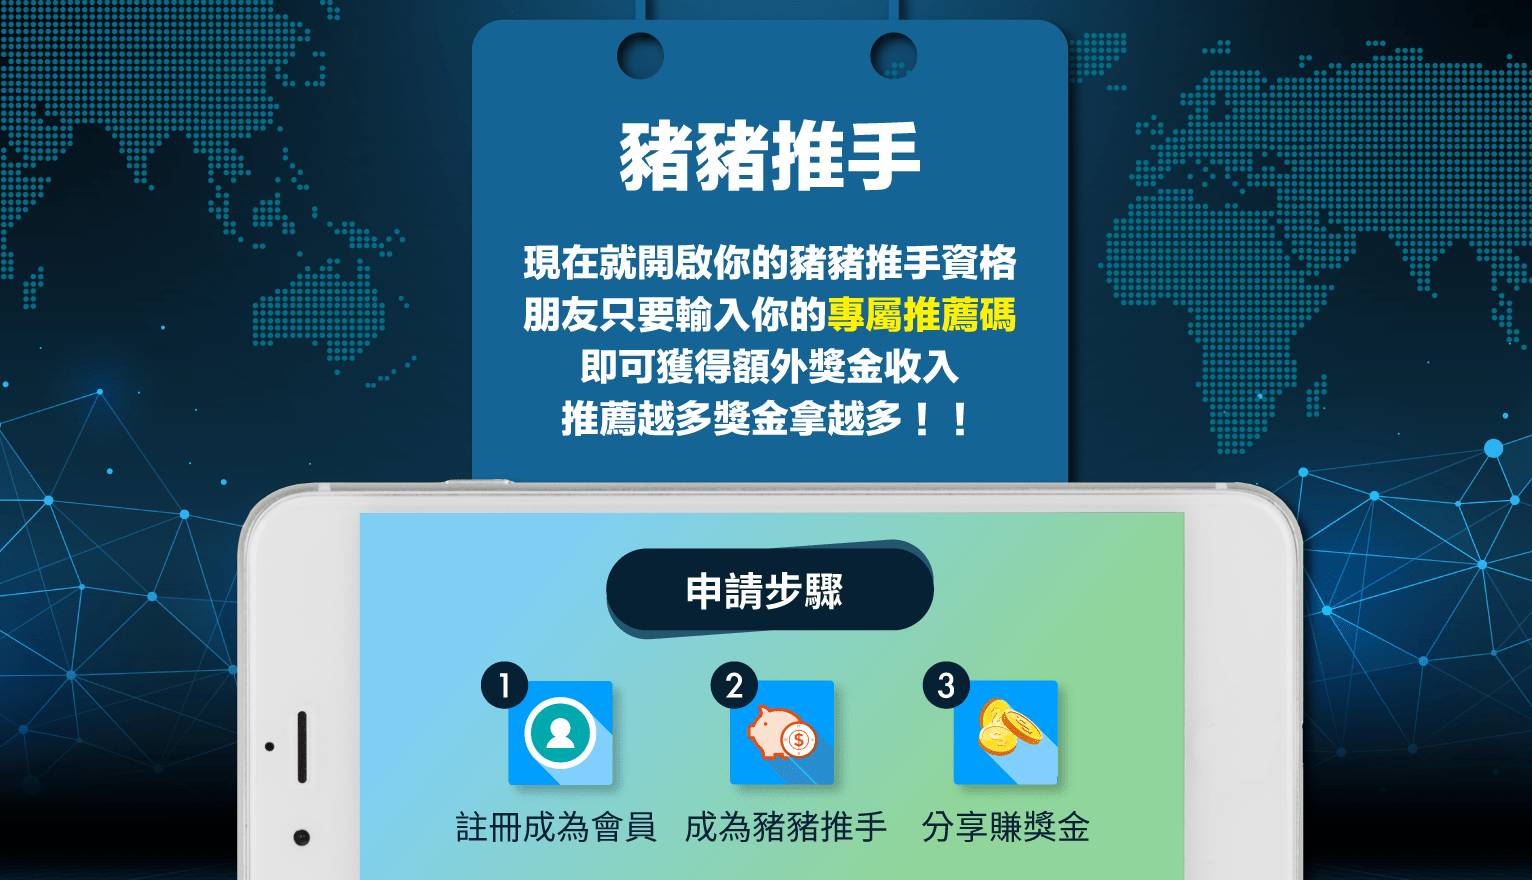 豬豬推手
現在就開啟你的豬豬推手資格
朋友只要輸入你的專屬推薦碼
即可獲得額外獎金收入
推薦越多獎金拿越多！！
申請步驟
1
2
3
$
註冊成為會員
成為豬豬推手
分享賺獎金